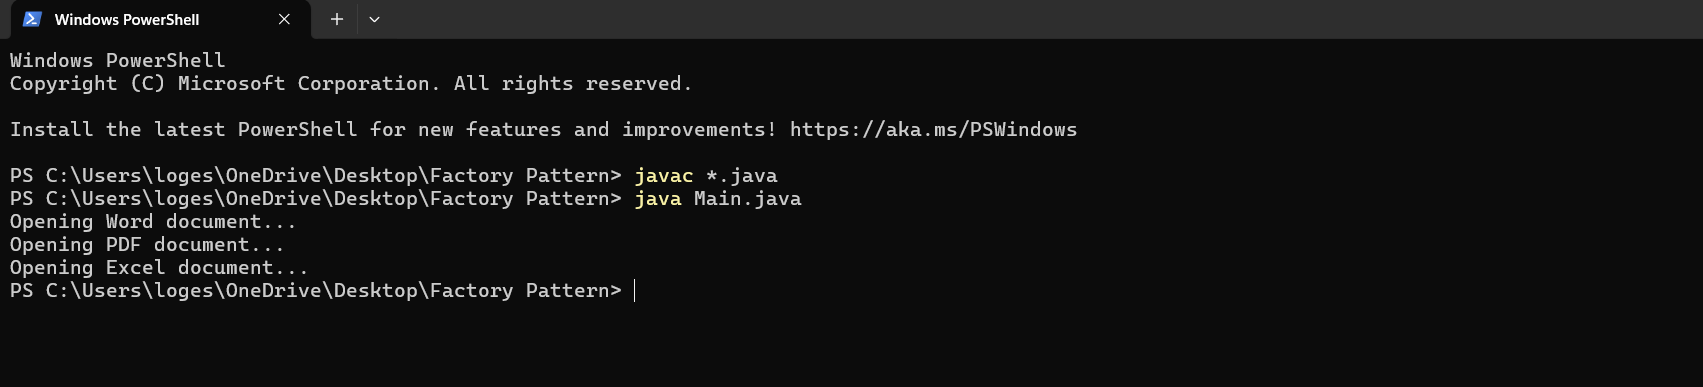 Windows PowerShell
Windows PowerShell
Copyright (C) Microsoft Corporation. All rights reserved.
Install the latest PowerShell for new features and improvements! https://aka.ms/PSWindows
PS C:\Users\loges\OneDrive\Desktop\Factory Pattern> javac *.java
PS C:\Users\loges\OneDrive\Desktop\Factory Pattern> java Main.java
Opening Word document...
Opening PDF document...
Opening Excel document...
PS C:\Users\loges\OneDrive\Desktop\Factory Pattern>